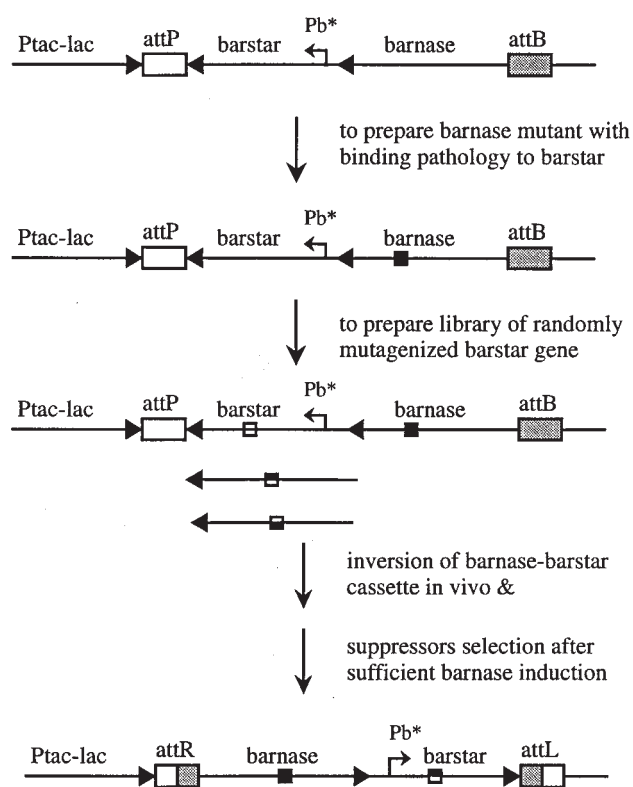 Pb*
Ptac-lac attP barstar barnase attB
to prepare barnase mutant with
binding pathology to barstar
Pb*
Ptac-lac attP barstar barnase attB
to prepare library of randomly
mutagenized barstar gene
Pb*
Ptac-lac attP barstar barnase attB
inversion of barnase-barstar
cassette in vivo &
suppressors selection after
sufficient barnase induction
Pb*
Ptac-lac attR barnase barstar attL